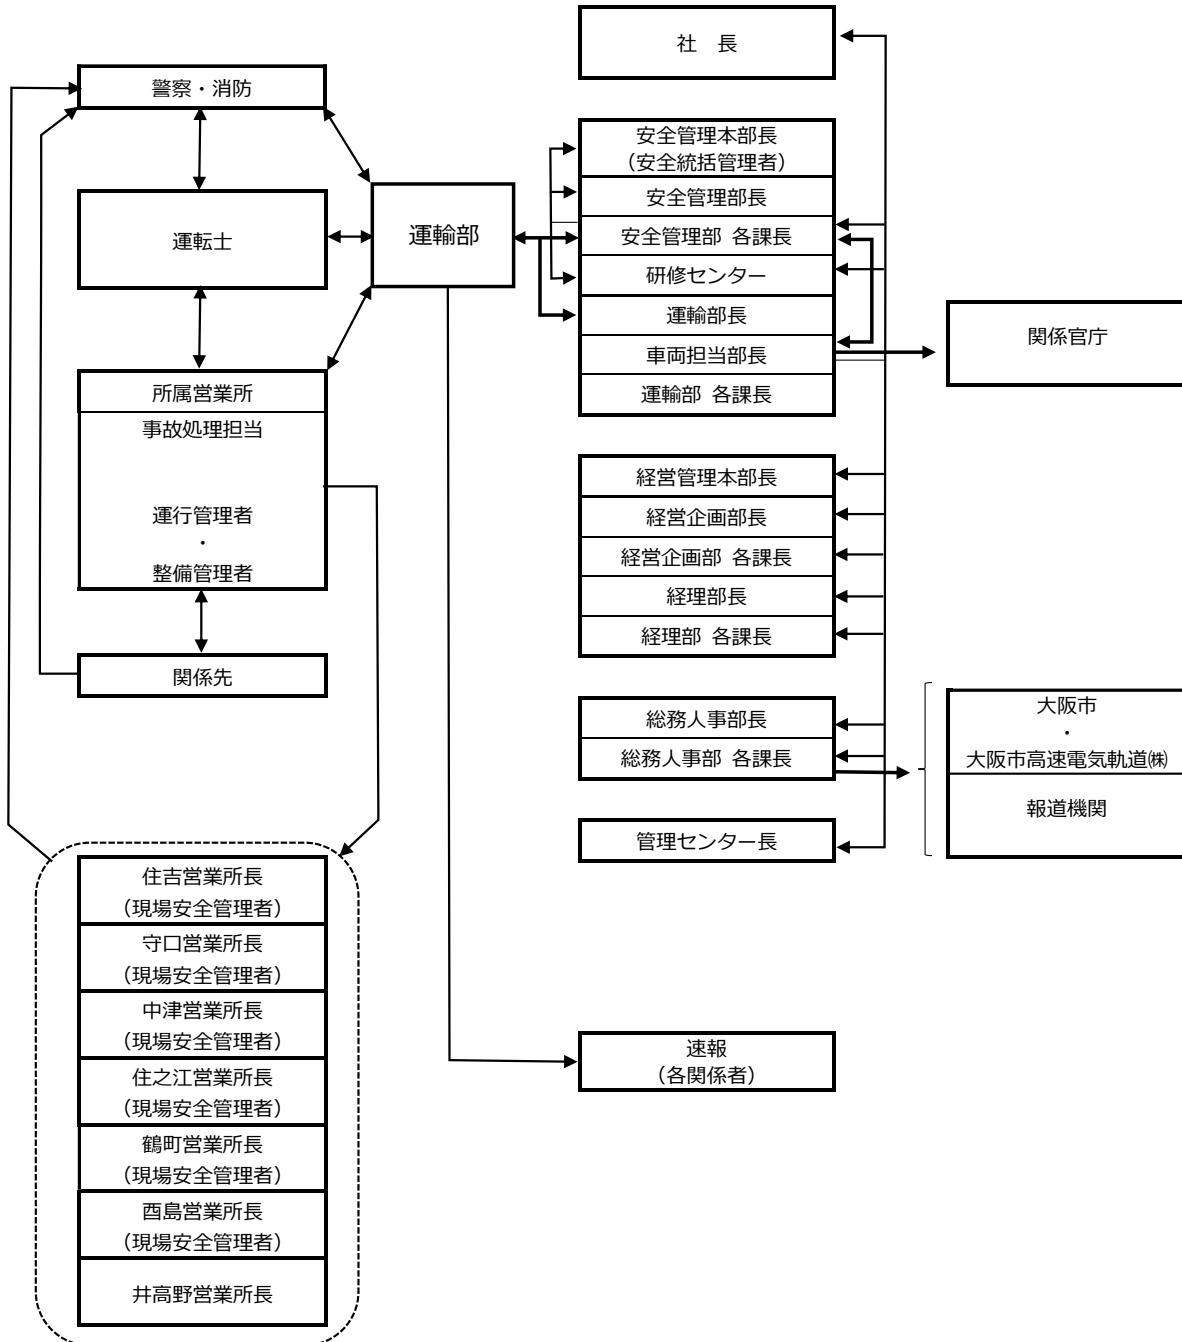 社　長
警察・消防
安全管理本部長
（安全統括管理者）
安全管理部長
安全管理部 各課長
研修センター
運輸部長
車両担当部長
運輸部 各課長
運転士
運輸部
関係官庁
所属営業所
事故処理担当
運行管理者
・
整備管理者
関係先
経営管理本部長
経営企画部長
経営企画部 各課長
経理部長
経理部 各課長
総務人事部長
総務人事部 各課長
大阪市
・
大阪市高速電気軌道㈱
報道機関
管理センター長
住吉営業所長
（現場安全管理者）
守口営業所長
（現場安全管理者）
中津営業所長
（現場安全管理者）
住之江営業所長
（現場安全管理者）
鶴町営業所長
（現場安全管理者）
酉島営業所長
（現場安全管理者）
井高野営業所長
速報
（各関係者）